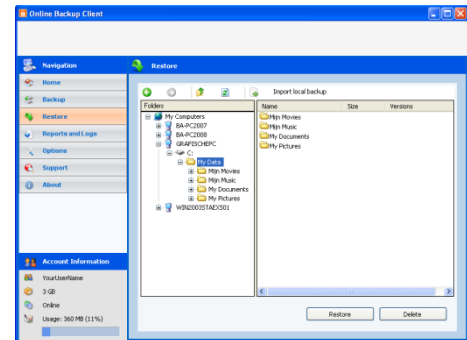 Online Backup Client
Navigation
Home
Backup
Restore
Reports and Logs
Options
Support
About
Account Information
YourUserName
3 GB
Online
Usage: 360 MB (11%)
Restore
Import local backup
Folders
My Computers
BA-PC2007
BA-PC2008
GRAFISCHEPC
C:
My Data
Mijn Movies
Mijn Music
My Documents
My Pictures
WIN2003STAEXS01
Name Size Versions
Mijn Movies
Mijn Music
My Documents
My Pictures
Restore Delete